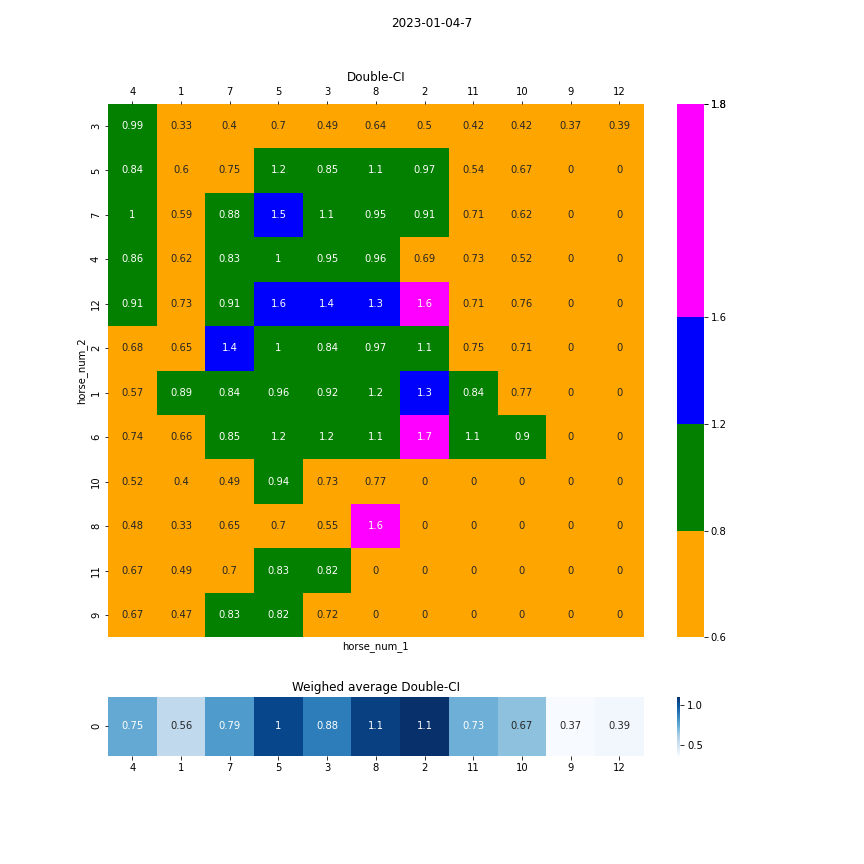 2023-01-04-7
Double-CI
4 1 7 5 3 8 2 11 10 9 12
3 0.99 0.33 0.4 0.7 0.49 0.64 0.5 0.42 0.42 0.37 0.39
5 0.84 0.6 0.75 1.2 0.85 1.1 0.97 0.54 0.67 0 0
7 1 0.59 0.88 1.5 1.1 0.95 0.91 0.71 0.62 0 0
4 0.86 0.62 0.83 1 0.95 0.96 0.69 0.73 0.52 0 0
12 0.91 0.73 0.91 1.6 1.4 1.3 1.6 0.71 0.76 0 0
2 0.68 0.65 1.4 1 0.84 0.97 1.1 0.75 0.71 0 0
1 0.57 0.89 0.84 0.96 0.92 1.2 1.3 0.84 0.77 0 0
6 0.74 0.66 0.85 1.2 1.2 1.1 1.7 1.1 0.9 0 0
10 0.52 0.4 0.49 0.94 0.73 0.77 0 0 0 0 0
8 0.48 0.33 0.65 0.7 0.55 1.6 0 0 0 0 0
11 0.67 0.49 0.7 0.83 0.82 0 0 0 0 0 0
9 0.67 0.47 0.83 0.82 0.72 0 0 0 0 0 0
horse_num_2
horse_num_1
1.8
1.6
1.2
0.8
0.6
Weighed average Double-CI
0 0.75 0.56 0.79 1 0.88 1.1 1.1 0.73 0.67 0.37 0.39
4 1 7 5 3 8 2 11 10 9 12
1.0
0.5